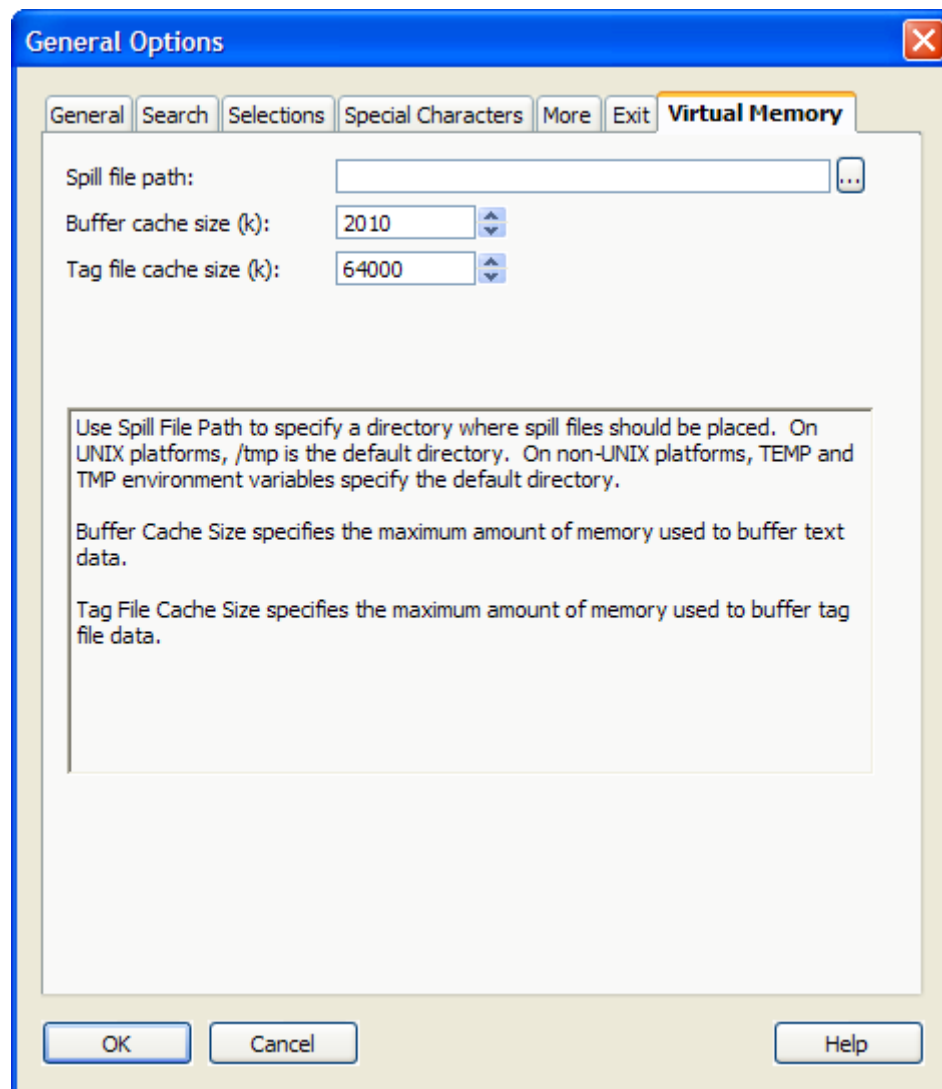 General Options
General Search Selections Special Characters More Exit Virtual Memory
Spill file path: ...
Buffer cache size (k): 2010
Tag file cache size (k): 64000
Use Spill File Path to specify a directory where spill files should be placed.  On
UNIX platforms, /tmp is the default directory.  On non-UNIX platforms, TEMP and
TMP environment variables specify the default directory.
Buffer Cache Size specifies the maximum amount of memory used to buffer text
data.
Tag File Cache Size specifies the maximum amount of memory used to buffer tag
file data.
OK Cancel Help